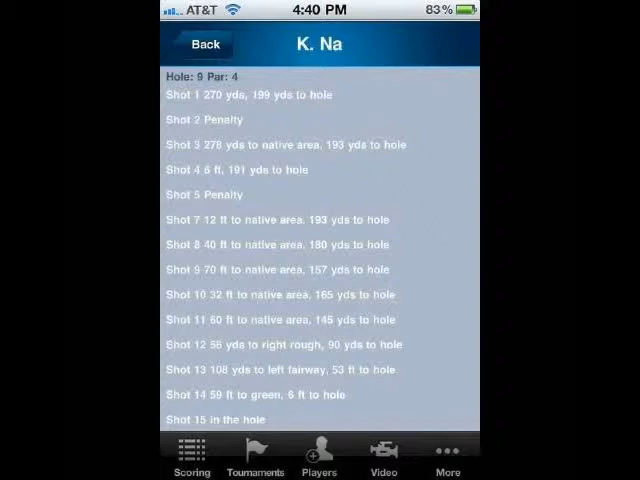 AT&T 4:40 PM 83%
Back K. Na
Hole: 9 Par: 4
Shot 1 270 yds, 199 yds to hole
Shot 2 Penalty
Shot 3 278 yds to native area, 193 yds to hole
Shot 4 6 ft, 191 yds to hole
Shot 5 Penalty
Shot 7 12 ft to native area, 193 yds to hole
Shot 8 40 ft to native area, 180 yds to hole
Shot 9 70 ft to native area, 157 yds to hole
Shot 10 32 ft to native area, 165 yds to hole
Shot 11 60 ft to native area, 145 yds to hole
Shot 12 56 yds to right rough, 90 yds to hole
Shot 13 108 yds to left fairway, 53 ft to hole
Shot 14 59 ft to green, 6 ft to hole
Shot 15 in the hole
Scoring Tournaments Players Video More